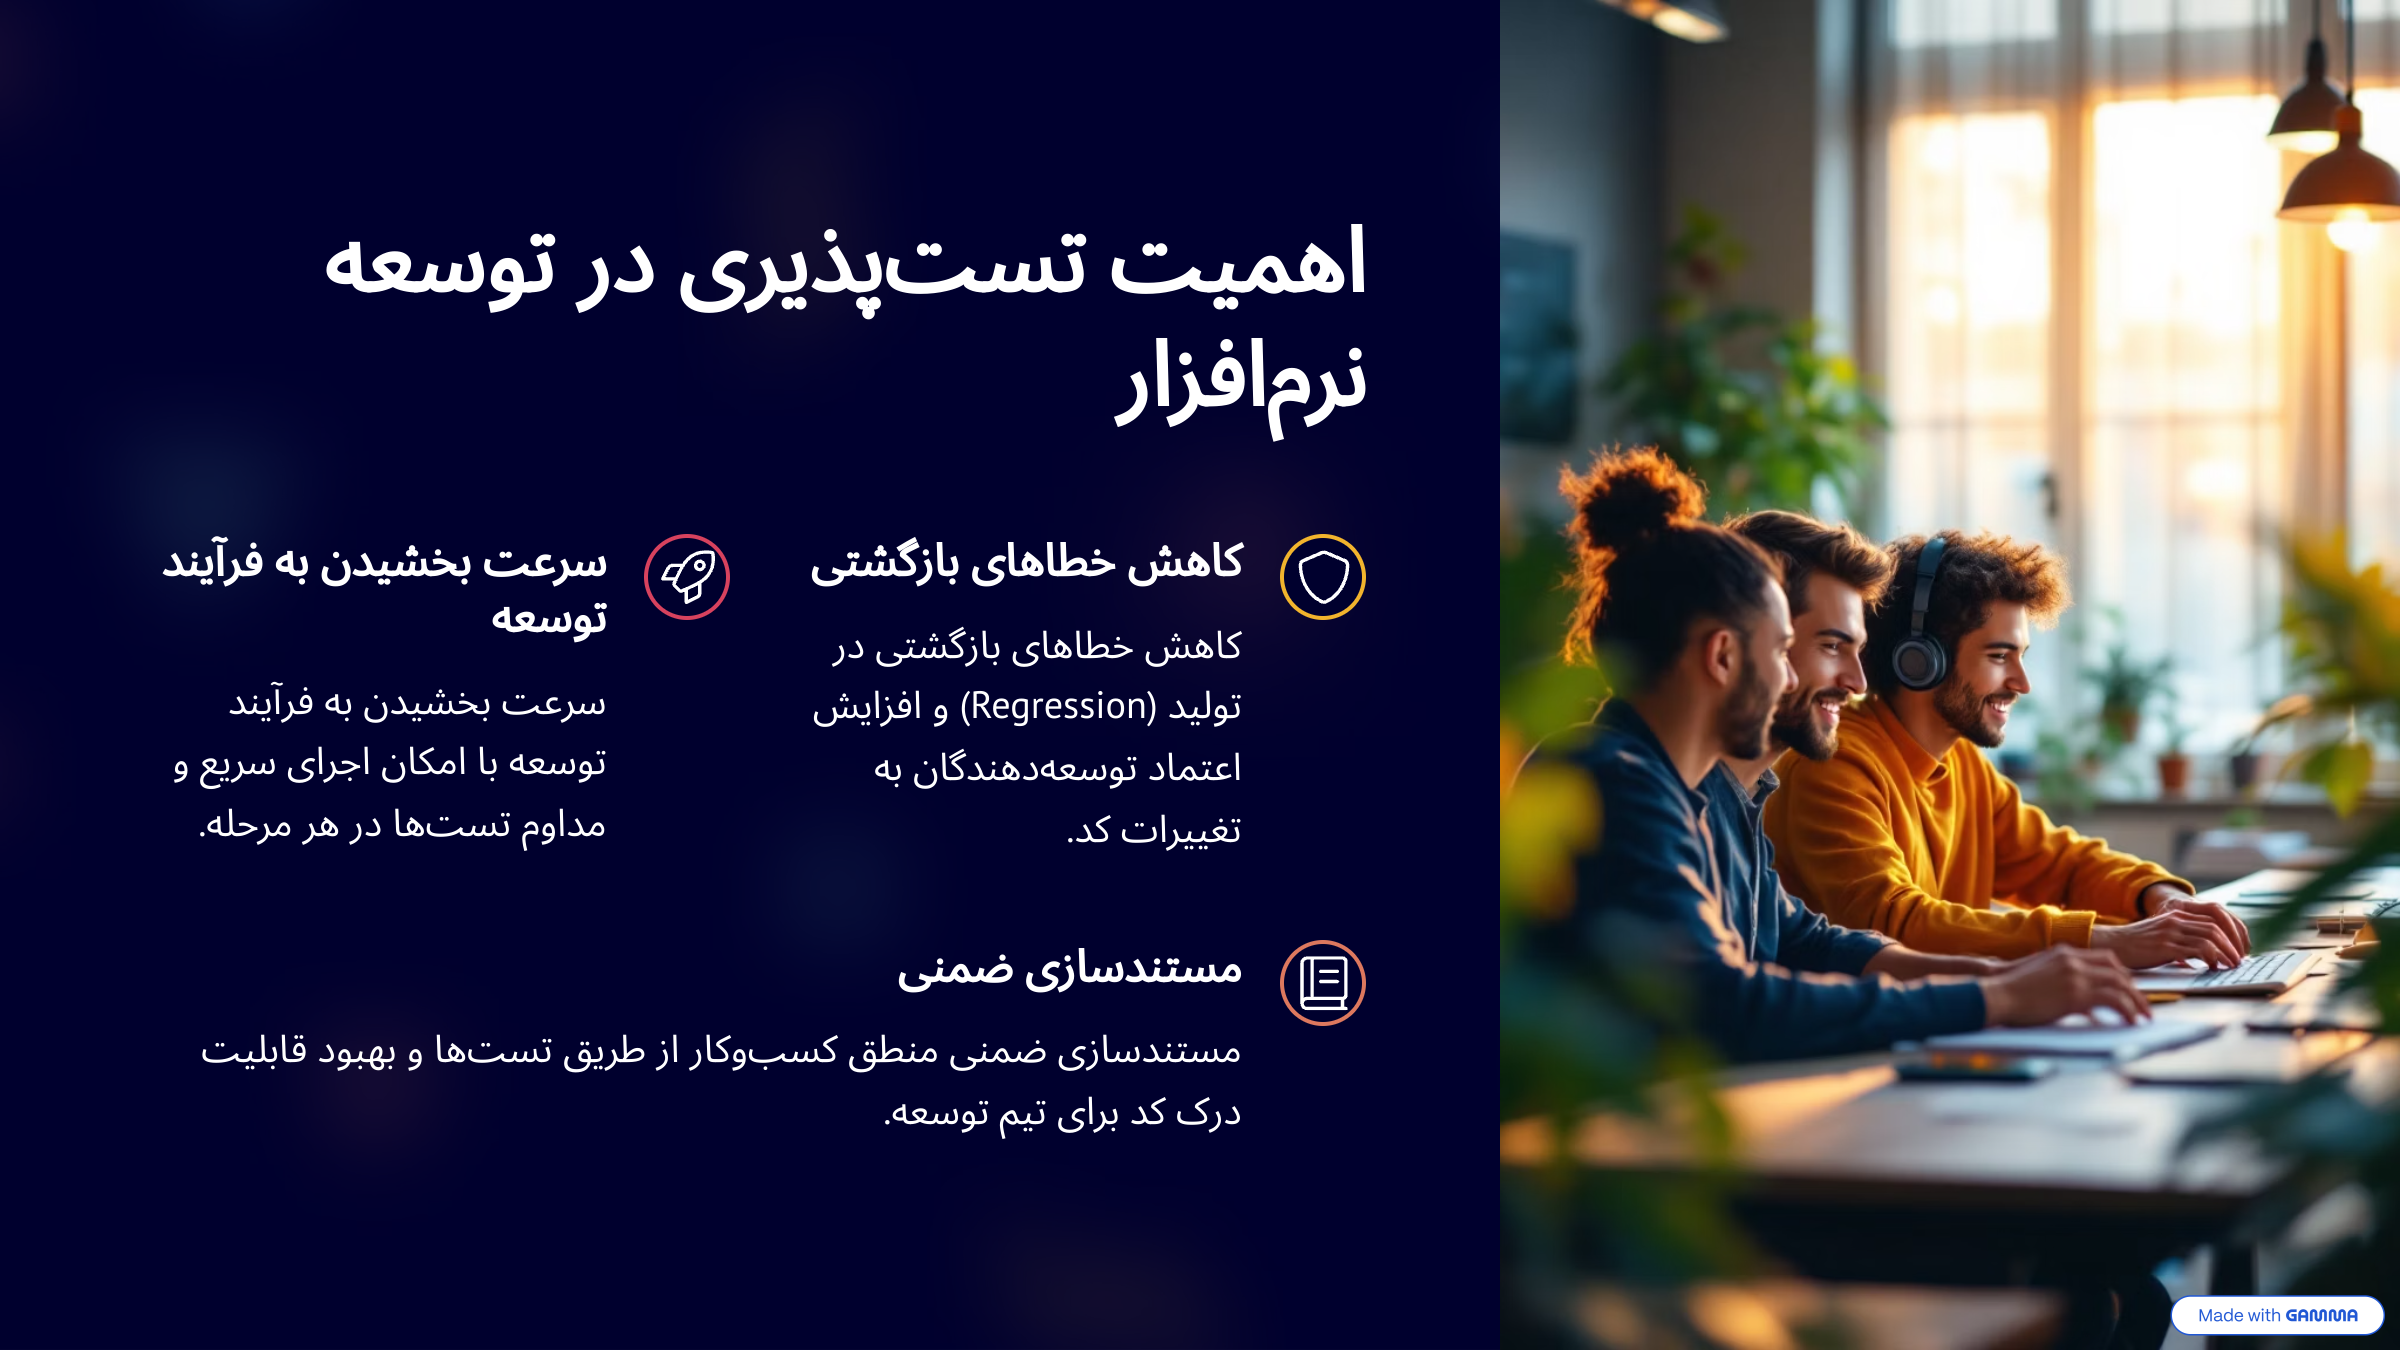 اهمیت تست‌پذیری در توسعه
نرم‌افزار
کاهش خطاهای بازگشتی
کاهش خطاهای بازگشتی در
تولید (Regression) و افزایش
اعتماد توسعه‌دهندگان به
تغییرات کد.
سرعت بخشیدن به فرآیند
توسعه
سرعت بخشیدن به فرآیند
توسعه با امکان اجرای سریع و
مداوم تست‌ها در هر مرحله.
مستندسازی ضمنی
مستندسازی ضمنی منطق کسب‌وکار از طریق تست‌ها و بهبود قابلیت
درک کد برای تیم توسعه.
Made with GAMMA